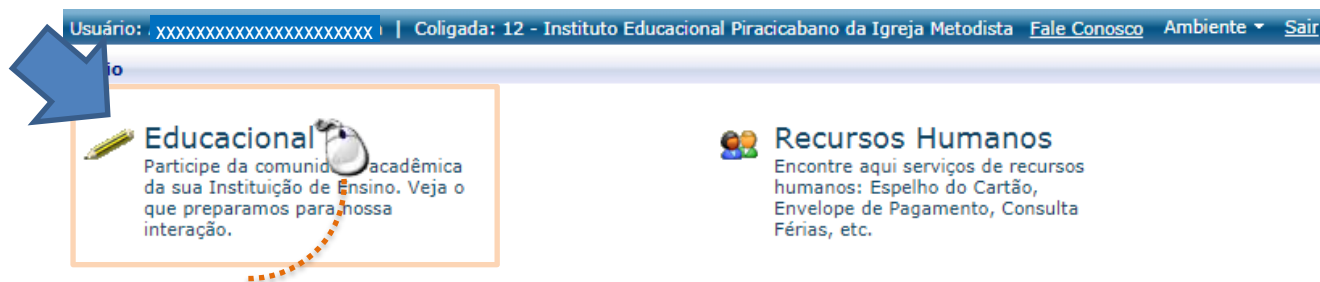 Usuário: xxxxxxxxxxxxxxxxxxxxxxx | Coligada: 12 - Instituto Educacional Piracicabano da Igreja Metodista Fale Conosco Ambiente Sair
Educacional
Participe da acadêmica
da sua Instituição de Ensino. Veja o
que preparamos para nossa
interação.
Recursos Humanos
Encontre aqui serviços de recursos
humanos: Espelho do Cartão,
Envelope de Pagamento, Consulta
Férias, etc.